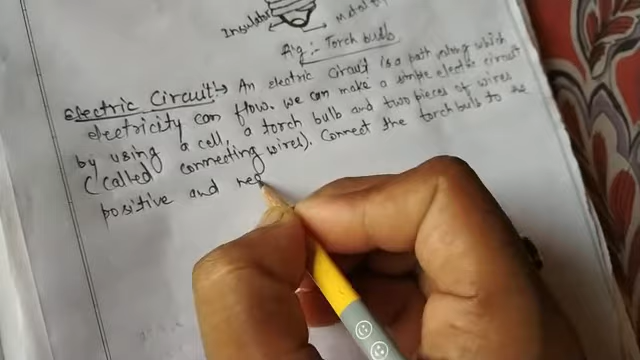 Insulator
Fig :- Torch bulb
Electric Circuit :- An electric circuit is a path along which
electricity can flow. We can make a simple electric circuit
by using a cell, a torch bulb and two pieces of wires
(called connecting wires). Connect the torch bulb to the
positive and neg